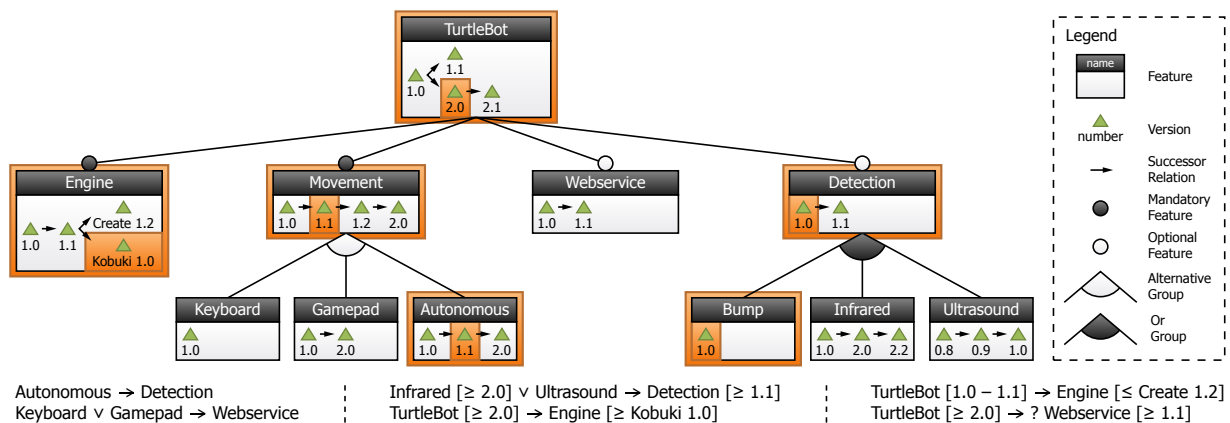 TurtleBot
1.0
1.1
2.0
2.1
Engine
1.0
1.1
Create 1.2
Kobuki 1.0
Movement
1.0
1.1
1.2
2.0
Webservice
1.0
1.1
Detection
1.0
1.1
Keyboard
1.0
Gamepad
1.0
2.0
Autonomous
1.0
1.1
2.0
Bump
1.0
Infrared
1.0
2.0
2.2
Ultrasound
0.8
0.9
1.0
Legend
name
Feature
number
Version
Successor
Relation
Mandatory
Feature
Optional
Feature
Alternative
Group
Or
Group
Autonomous → Detection
Keyboard ∨ Gamepad → Webservice
Infrared [≥ 2.0] ∨ Ultrasound → Detection [≥ 1.1]
TurtleBot [≥ 2.0] → Engine [≥ Kobuki 1.0]
TurtleBot [1.0 – 1.1] → Engine [≤ Create 1.2]
TurtleBot [≥ 2.0] → ? Webservice [≥ 1.1]